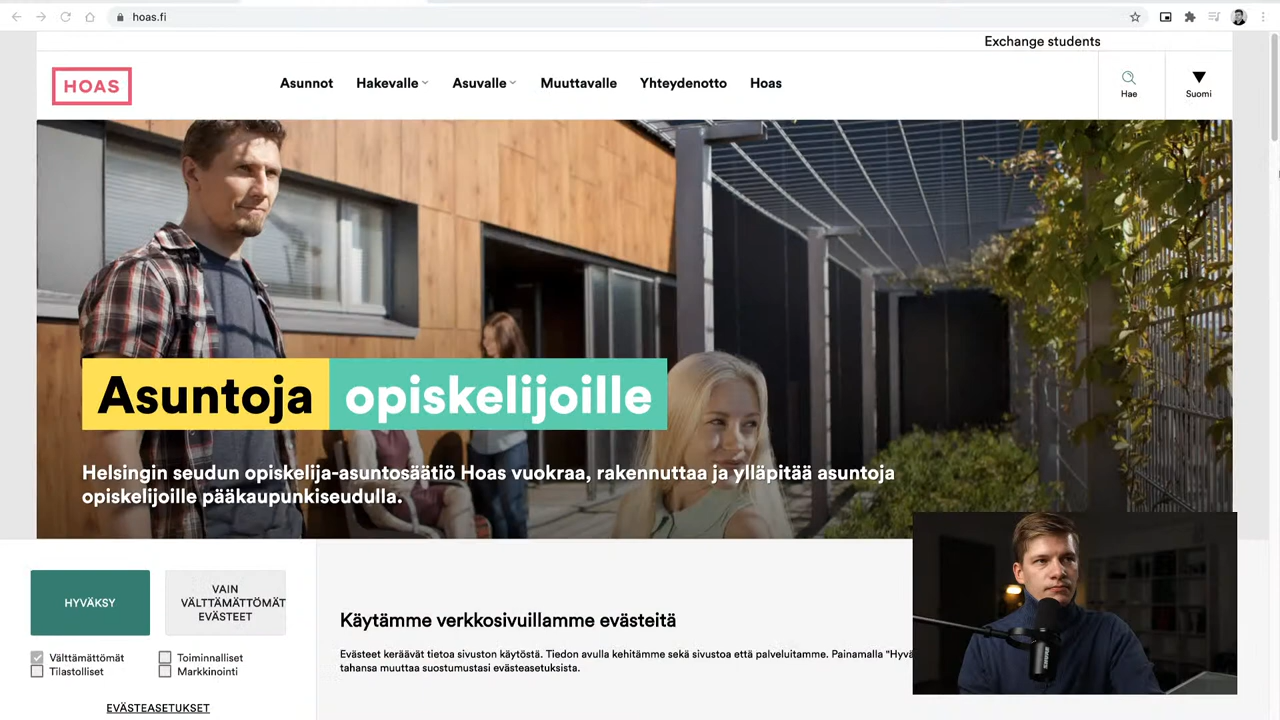 hoas.fi
Exchange students
HOAS
Asunnot Hakevalle Asuvalle Muuttavalle Yhteydenotto Hoas
Hae
Suomi
Asuntoja opiskelijoille
Helsingin seudun opiskelija-asuntosäätiö Hoas vuokraa, rakennuttaa ja ylläpitää asuntoja
opiskelijoille pääkaupunkiseudulla.
HYVÄKSY
VAIN
VÄLTTÄMÄTTÖMÄT
EVÄSTEET
Välttämättömät
Toiminnalliset
Tilastolliset
Markkinointi
EVÄSTEASETUKSET
Käytämme verkkosivuillamme evästeitä
Evästeet keräävät tietoa sivuston käytöstä. Tiedon avulla kehitämme sekä sivustoa että palveluitamme. Painamalla "Hyvä
tahansa muuttaa suostumustasi evästeasetuksista.